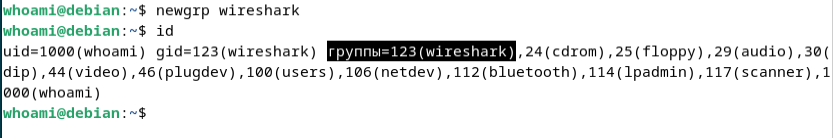 whoami@debian:~$ newgrp wireshark
whoami@debian:~$ id
uid=1000(whoami) gid=123(wireshark) группы=123(wireshark),24(cdrom),25(floppy),29(audio),30(
dip),44(video),46(plugdev),100(users),106(netdev),112(bluetooth),114(lpadmin),117(scanner),1
000(whoami)
whoami@debian:~$